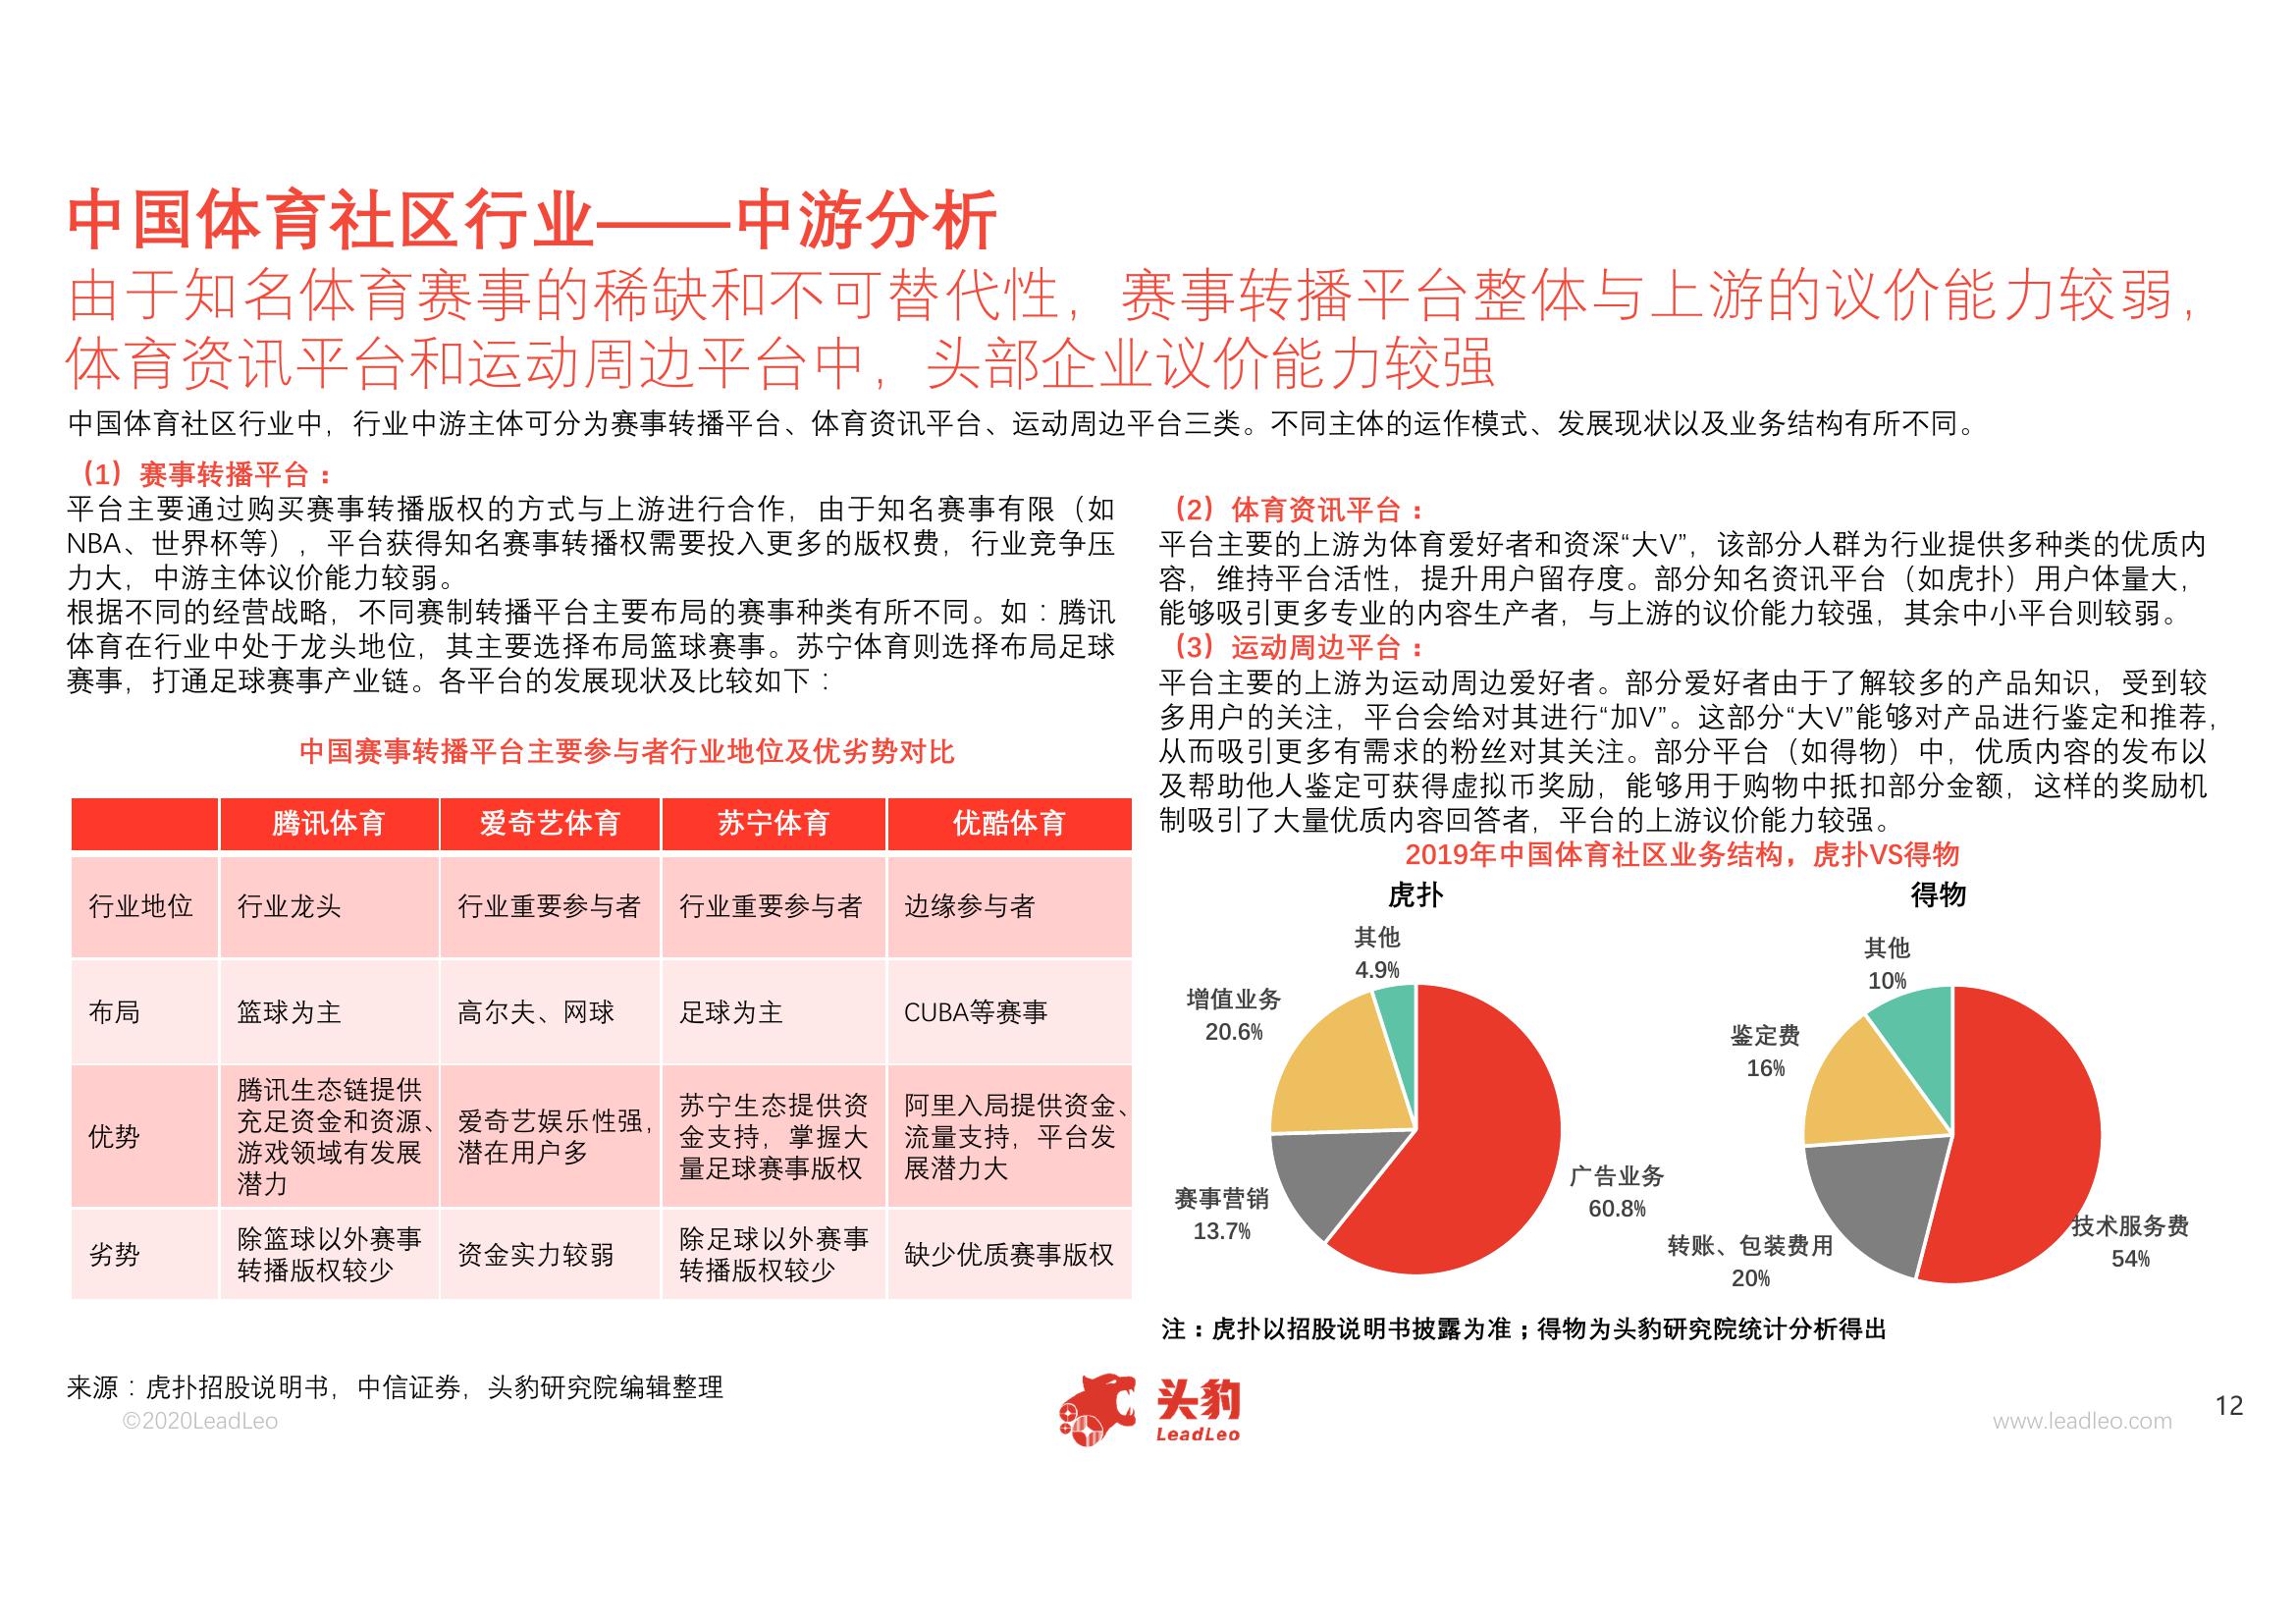 中国体育社区行业——中游分析
由于知名体育赛事的稀缺和不可替代性，赛事转播平台整体与上游的议价能力较弱，
体育资讯平台和运动周边平台中，头部企业议价能力较强
中国体育社区行业中，行业中游主体可分为赛事转播平台、体育资讯平台、运动周边平台三类。不同主体的运作模式、发展现状以及业务结构有所不同。
（1）赛事转播平台：
平台主要通过购买赛事转播版权的方式与上游进行合作，由于知名赛事有限（如
NBA、世界杯等），平台获得知名赛事转播权需要投入更多的版权费，行业竞争压
力大，中游主体议价能力较弱。
根据不同的经营战略，不同赛制转播平台主要布局的赛事种类有所不同。如：腾讯
体育在行业中处于龙头地位，其主要选择布局篮球赛事。苏宁体育则选择布局足球
赛事，打通足球赛事产业链。各平台的发展现状及比较如下：
中国赛事转播平台主要参与者行业地位及优劣势对比
腾讯体育 爱奇艺体育 苏宁体育 优酷体育
行业地位 行业龙头 行业重要参与者 行业重要参与者 边缘参与者
布局 篮球为主 高尔夫、网球 足球为主 CUBA等赛事
优势
腾讯生态链提供
充足资金和资源、
游戏领域有发展
潜力
爱奇艺娱乐性强，
潜在用户多
苏宁生态提供资
金支持，掌握大
量足球赛事版权
阿里入局提供资金、
流量支持，平台发
展潜力大
劣势
除篮球以外赛事
转播版权较少
资金实力较弱
除足球以外赛事
转播版权较少
缺少优质赛事版权
（2）体育资讯平台：
平台主要的上游为体育爱好者和资深“大V”，该部分人群为行业提供多种类的优质内
容，维持平台活性，提升用户留存度。部分知名资讯平台（如虎扑）用户体量大，
能够吸引更多专业的内容生产者，与上游的议价能力较强，其余中小平台则较弱。
（3）运动周边平台：
平台主要的上游为运动周边爱好者。部分爱好者由于了解较多的产品知识，受到较
多用户的关注，平台会给对其进行“加V”。这部分“大V”能够对产品进行鉴定和推荐，
从而吸引更多有需求的粉丝对其关注。部分平台（如得物）中，优质内容的发布以
及帮助他人鉴定可获得虚拟币奖励，能够用于购物中抵扣部分金额，这样的奖励机
制吸引了大量优质内容回答者，平台的上游议价能力较强。
2019年中国体育社区业务结构，虎扑VS得物
虎扑
其他
4.9%
增值业务
20.6%
赛事营销
13.7%
广告业务
60.8%
得物
其他
10%
鉴定费
16%
转账、包装费用
20%
技术服务费
54%
注：虎扑以招股说明书披露为准；得物为头豹研究院统计分析得出
来源：虎扑招股说明书，中信证券，头豹研究院编辑整理
©2020LeadLeo
头豹
LeadLeo
www.leadleo.com
12